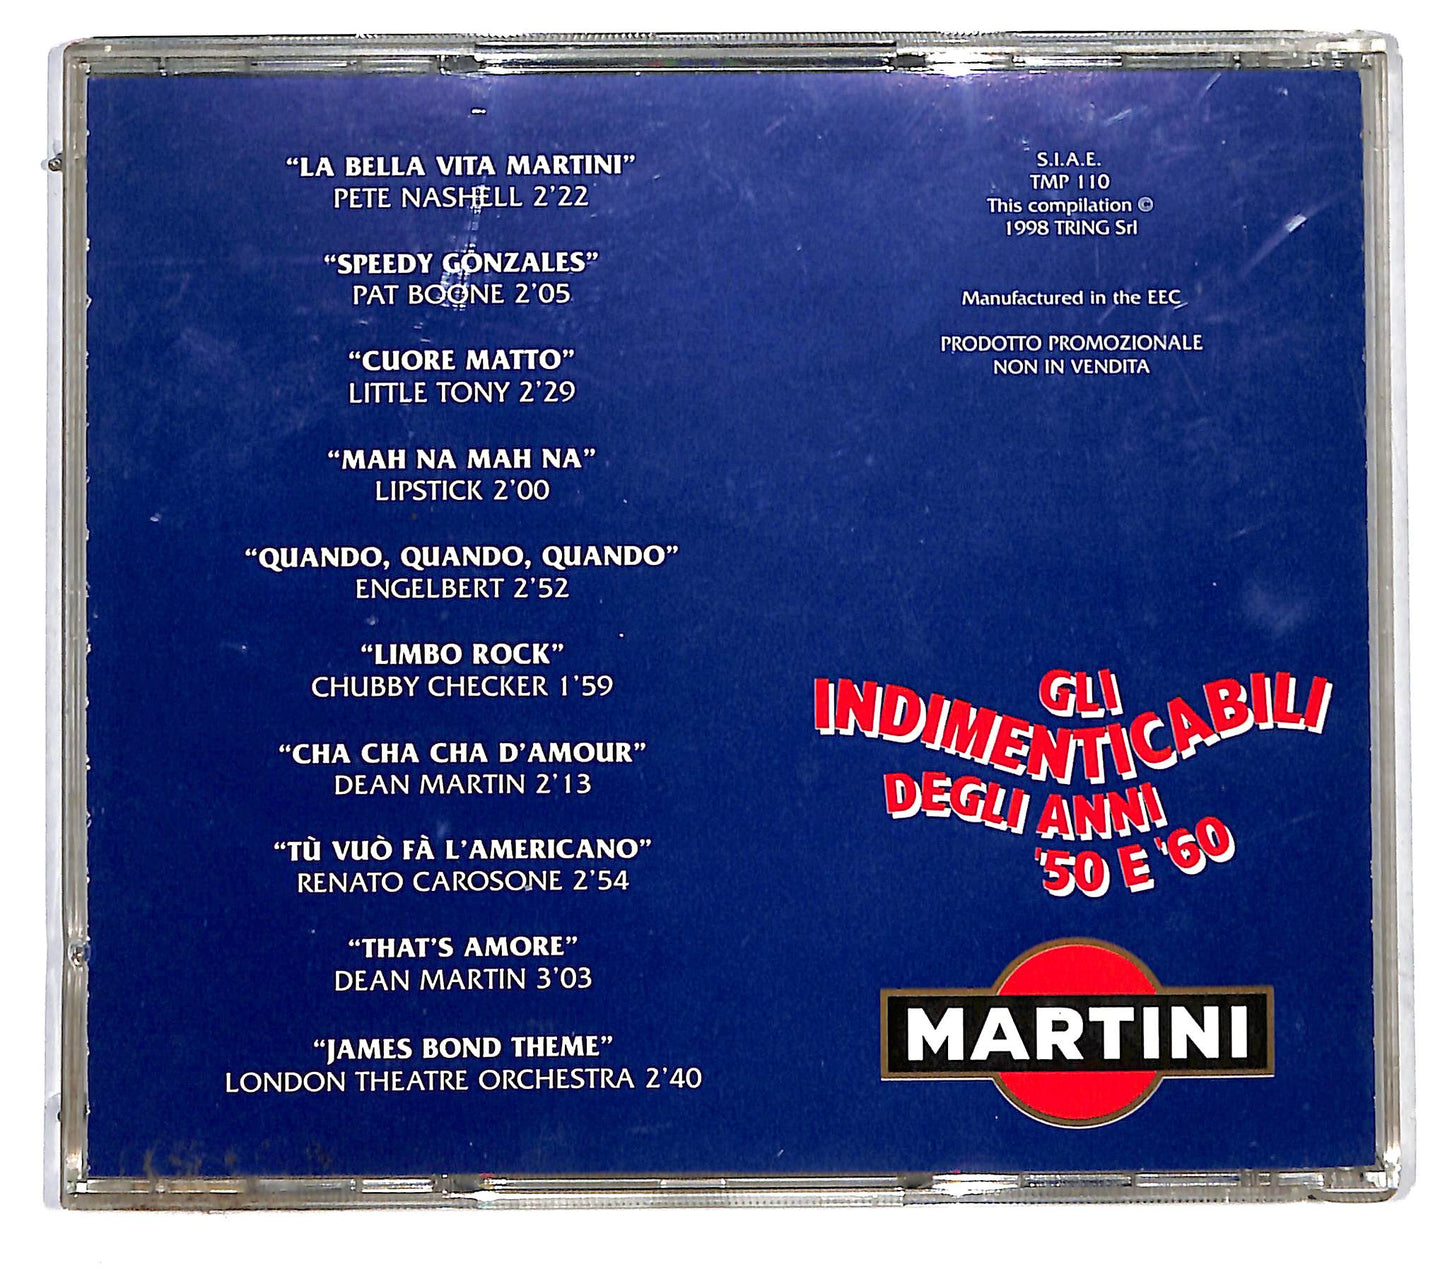 “LA BELLA VITA MARTINI”
PETE NASHELL 2’22
“SPEEDY GÖNZALES”
PAT BOONE 2’05
“CUORE MATTO”
LITTLE TONY 2’29
“MAH NA MAH NA”
LIPSTICK 2’00
“QUANDO, QUANDO, QUANDO”
ENGELBERT 2’52
“LIMBO ROCK”
CHUBBY CHECKER 1’59
“CHA CHA CHA D’AMOUR”
DEAN MARTIN 2’13
“TÙ VUÒ FÀ L’AMERICANO”
RENATO CAROSONE 2’54
“THAT’S AMORE”
DEAN MARTIN 3’03
“JAMES BOND THEME”
LONDON THEATRE ORCHESTRA 2’40
S.I.A.E.
TMP 110
This compilation ©
1998 TRING Srl
Manufactured in the EEC
PRODOTTO PROMOZIONALE
NON IN VENDITA
GLI
INDIMENTICABILI
DEGLI ANNI
’50 E ’60
MARTINI